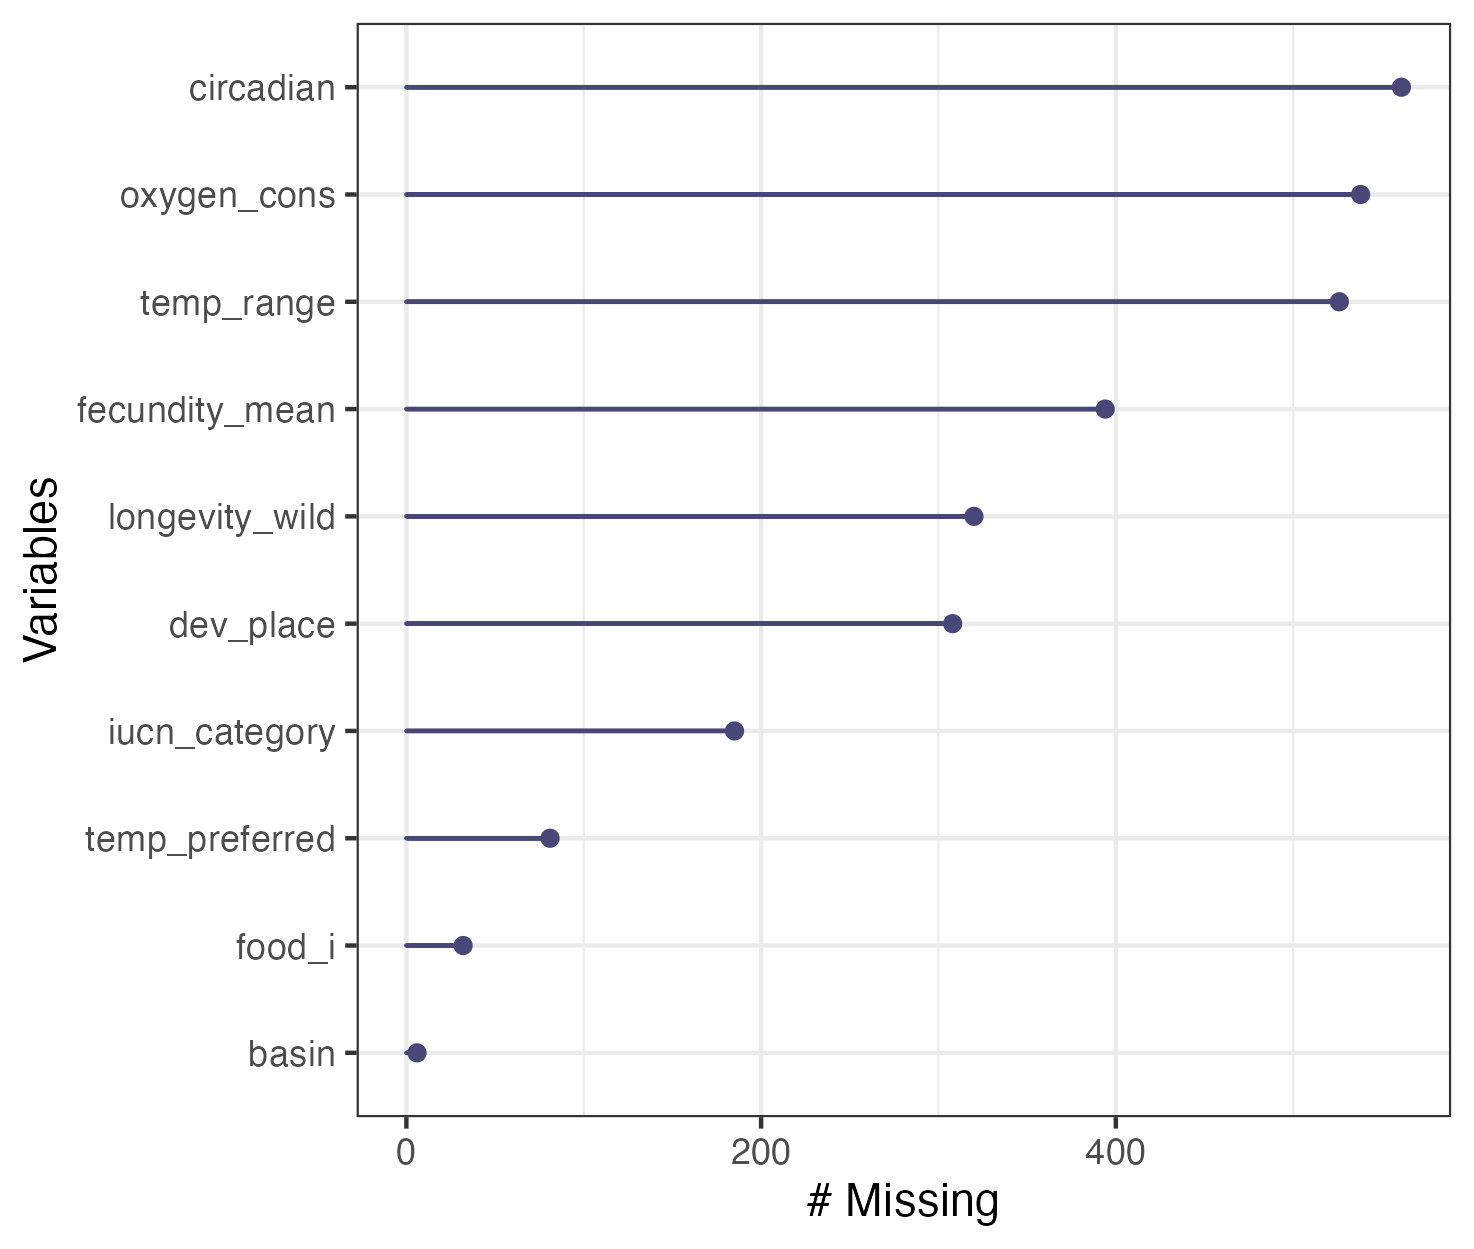 circadian
oxygen_cons
temp_range
fecundity_mean
longevity_wild
dev_place
iucn_category
temp_preferred
food_i
basin
Variables
0 200 400
# Missing